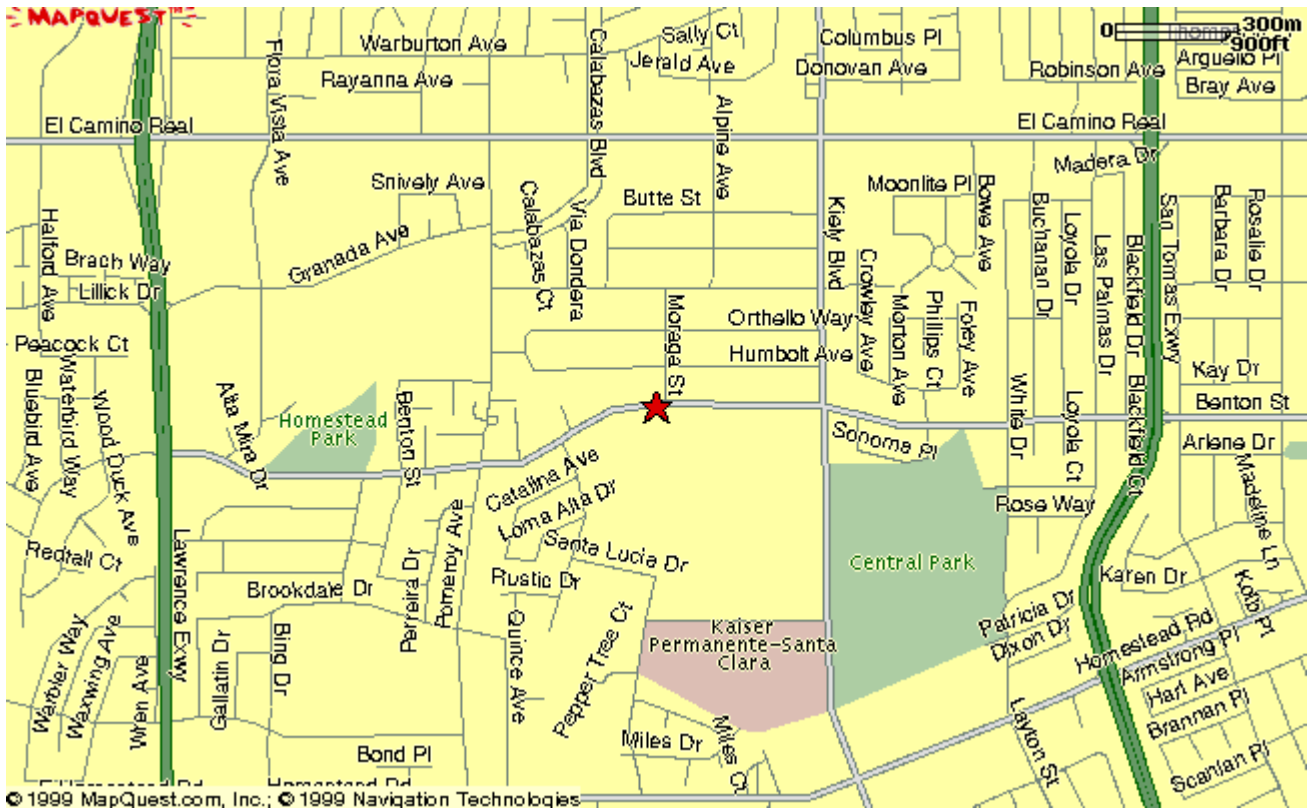 MAPQUEST
TM
0
300m
900ft
Warburton Ave
Sally Ct
Jerald Ave
Columbus Pl
Donovan Ave
Robinson Ave
Arguello Pl
Bray Ave
Rayanna Ave
Flora Vista Ave
Calabazas Blvd
Alpine Ave
El Camino Real
El Camino Real
Madera Dr
Snively Ave
Butte St
Moonlite Pl
Bowe Ave
Kiely Blvd
Buchanan Dr
Loyola Dr
Las Palmas Dr
Blackfield Dr
San Tomas Exwy
Barbara Dr
Rosalie Dr
Halford Ave
Brach Way
Lillick Dr
Granada Ave
Calabazas Ct
Via Dondera
Crowley Ave
Morton Ave
Phillips Ct
Foley Ave
Moraga St
Orthello Way
Humbolt Ave
Peacock Ct
Bluebird Ave
Waterbird Way
Wood Duck Ave
Alta Mira Dr
Homestead
Park
Benton St
White Dr
Loyola Ct
Blackfield Ct
Kay Dr
Benton St
Arlene Dr
Sonoma Pl
Catalina Ave
Loma Alta Dr
Santa Lucia Dr
Rose Way
Madeline Ln
Redtail Ct
Lawrence Exwy
Brookdale Dr
Perreira Dr
Pomeroy Ave
Rustic Dr
Quince Ave
Pepper Tree Ct
Central Park
Karen Dr
Kolb Pl
Patricia Dr
Dixon Dr
Homestead Rd
Armstrong Pl
Hart Ave
Brannan Pl
Scanlan Pl
Kaiser
Permanente-Santa
Clara
Warbler Way
Waxwing Ave
Wren Ave
Gallatin Dr
Bing Dr
Bond Pl
Miles Dr
Miles Ct
Layton St
Homestead Rd
© 1999 MapQuest.com, Inc.; © 1999 Navigation Technologies